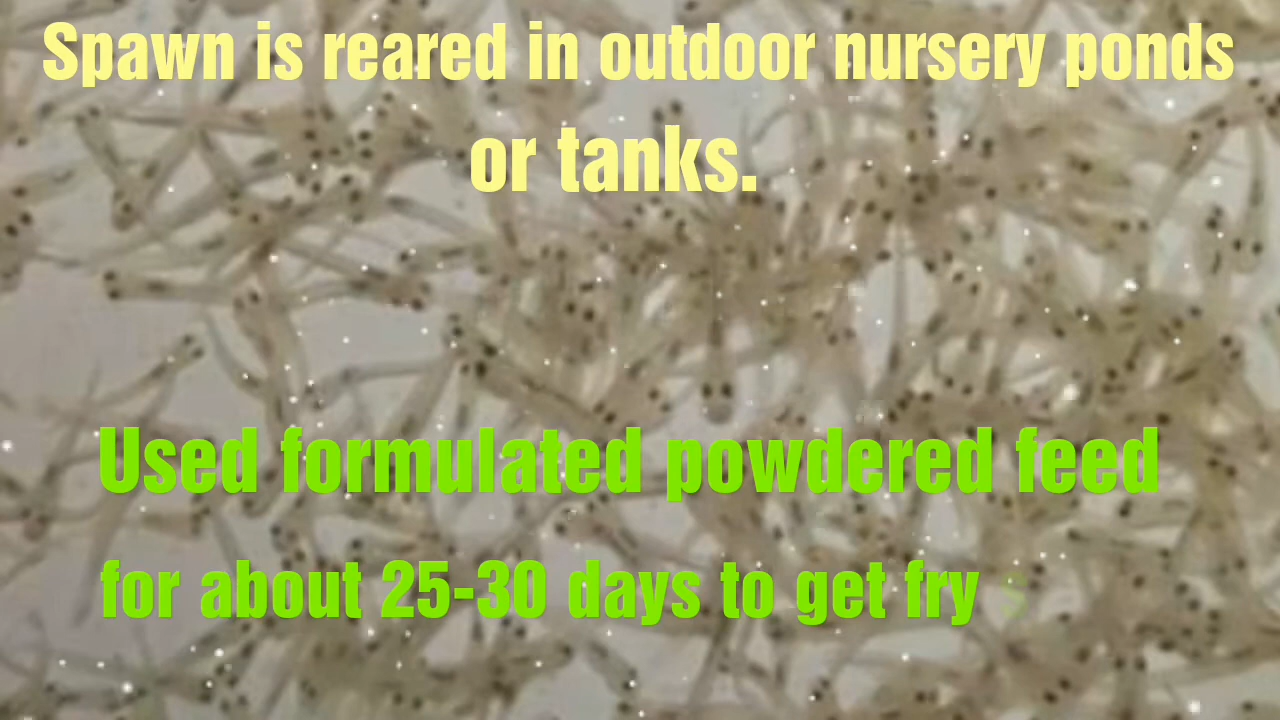 Spawn is reared in outdoor nursery ponds
or tanks.
Used formulated powdered feed
for about 25-30 days to get fry